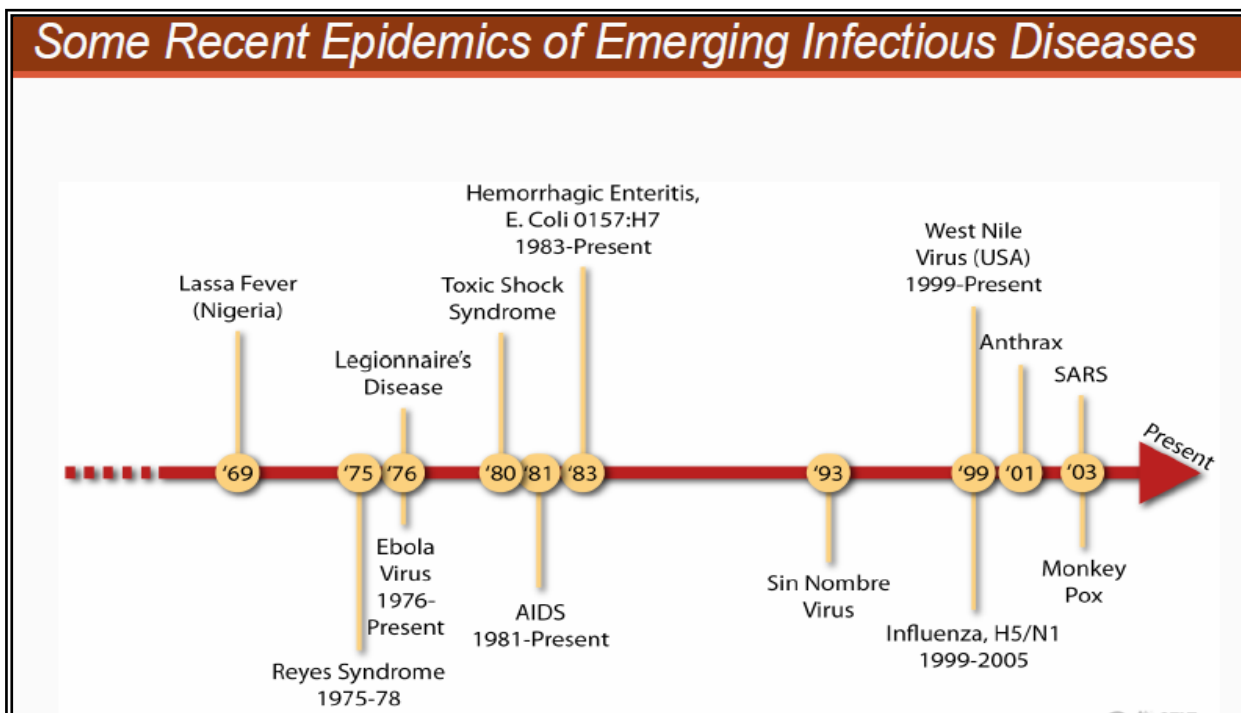 Some Recent Epidemics of Emerging Infectious Diseases
Hemorrhagic Enteritis,
E. Coli 0157:H7
1983-Present
West Nile
Virus (USA)
1999-Present
Lassa Fever
(Nigeria)
Toxic Shock
Syndrome
Legionnaire's
Disease
Anthrax
SARS
Present
'69
'75
'76
'80
'81
'83
'93
'99
'01
'03
Ebola
Virus
1976-
Present
AIDS
1981-Present
Reyes Syndrome
1975-78
Sin Nombre
Virus
Influenza, H5/N1
1999-2005
Monkey
Pox